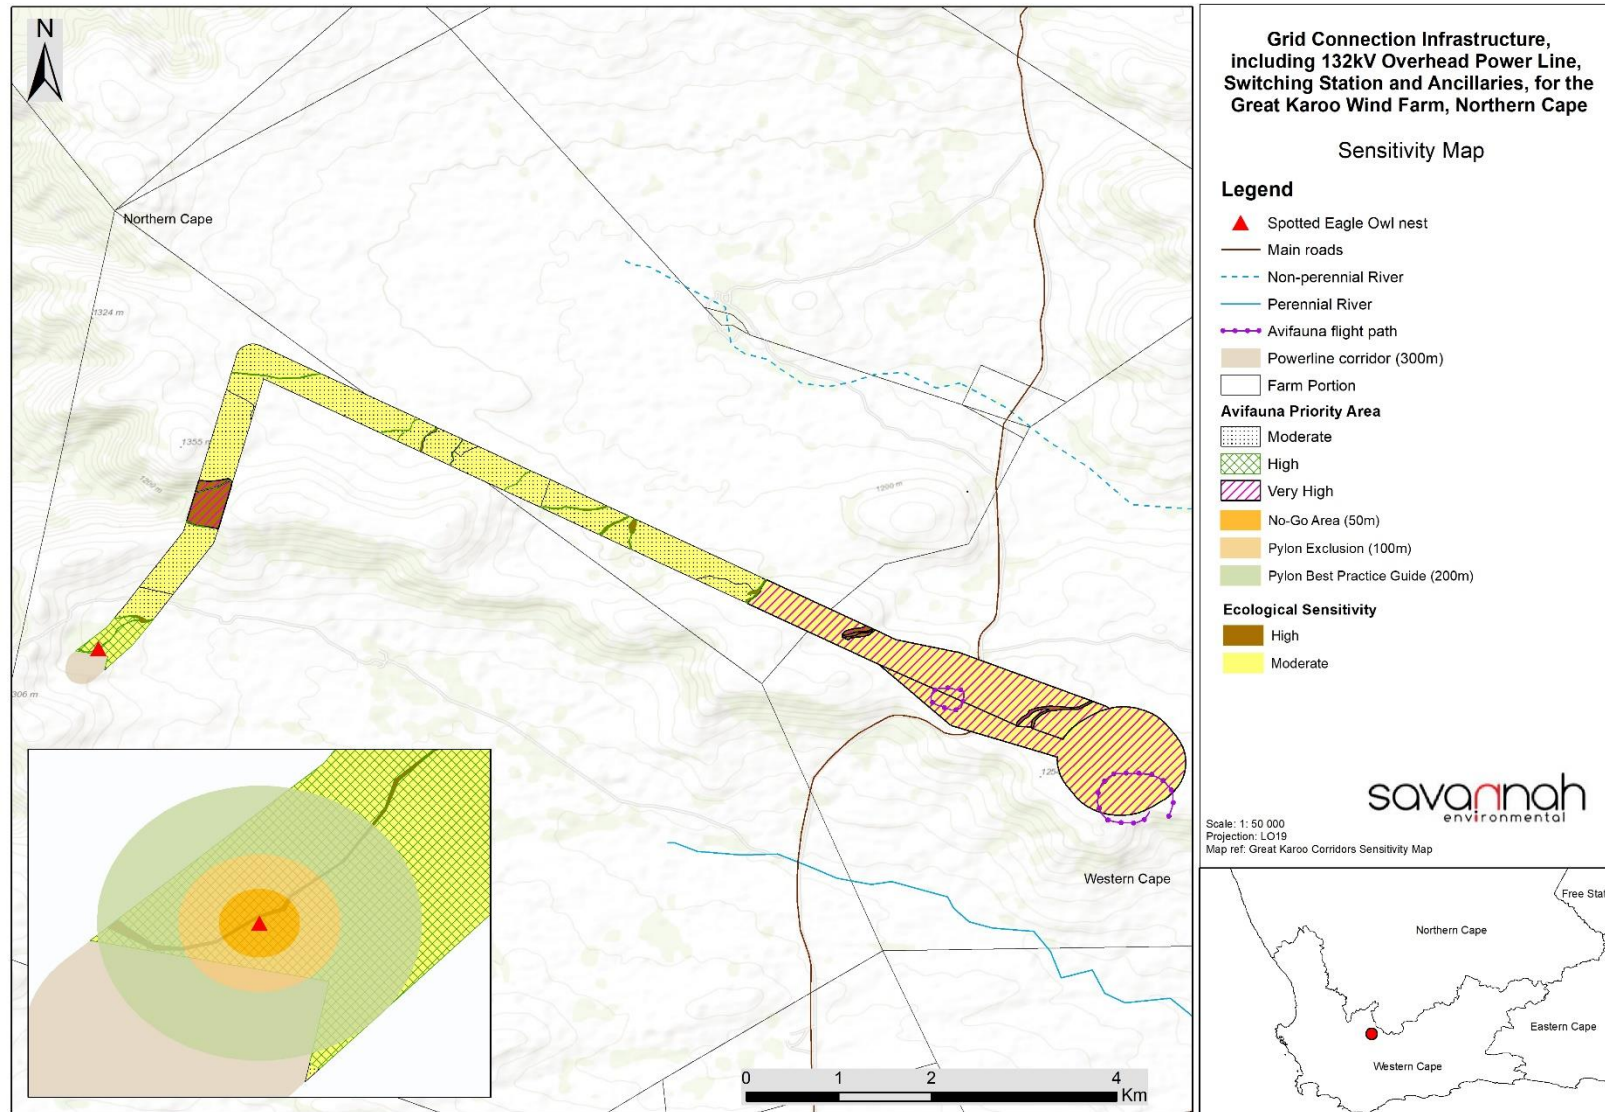 N
Northern Cape
1324 m
1355 m
1200 m
1200 m
306 m
125
Western Cape
0 1 2 4
Km
Grid Connection Infrastructure,
including 132kV Overhead Power Line,
Switching Station and Ancillaries, for the
Great Karoo Wind Farm, Northern Cape
Sensitivity Map
Legend
Spotted Eagle Owl nest
Main roads
Non-perennial River
Perennial River
Avifauna flight path
Powerline corridor (300m)
Farm Portion
Avifauna Priority Area
Moderate
High
Very High
No-Go Area (50m)
Pylon Exclusion (100m)
Pylon Best Practice Guide (200m)
Ecological Sensitivity
High
Moderate
savannah
environmental
Scale: 1: 50 000
Projection: LO19
Map ref: Great Karoo Corridors Sensitivity Map
Free Stat
Northern Cape
Eastern Cape
Western Cape